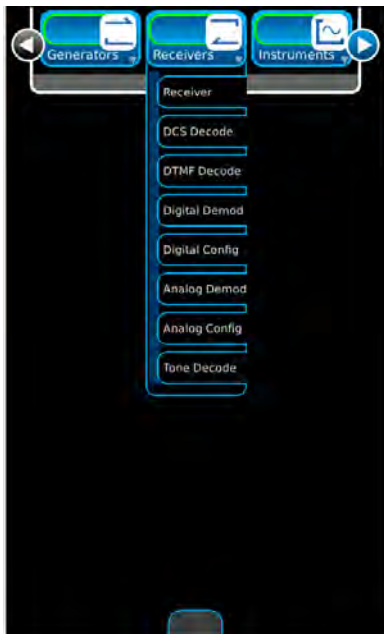 Generators
Receivers
Instruments
Receiver
DCS Decode
DTMF Decode
Digital Demod
Digital Config
Analog Demod
Analog Config
Tone Decode